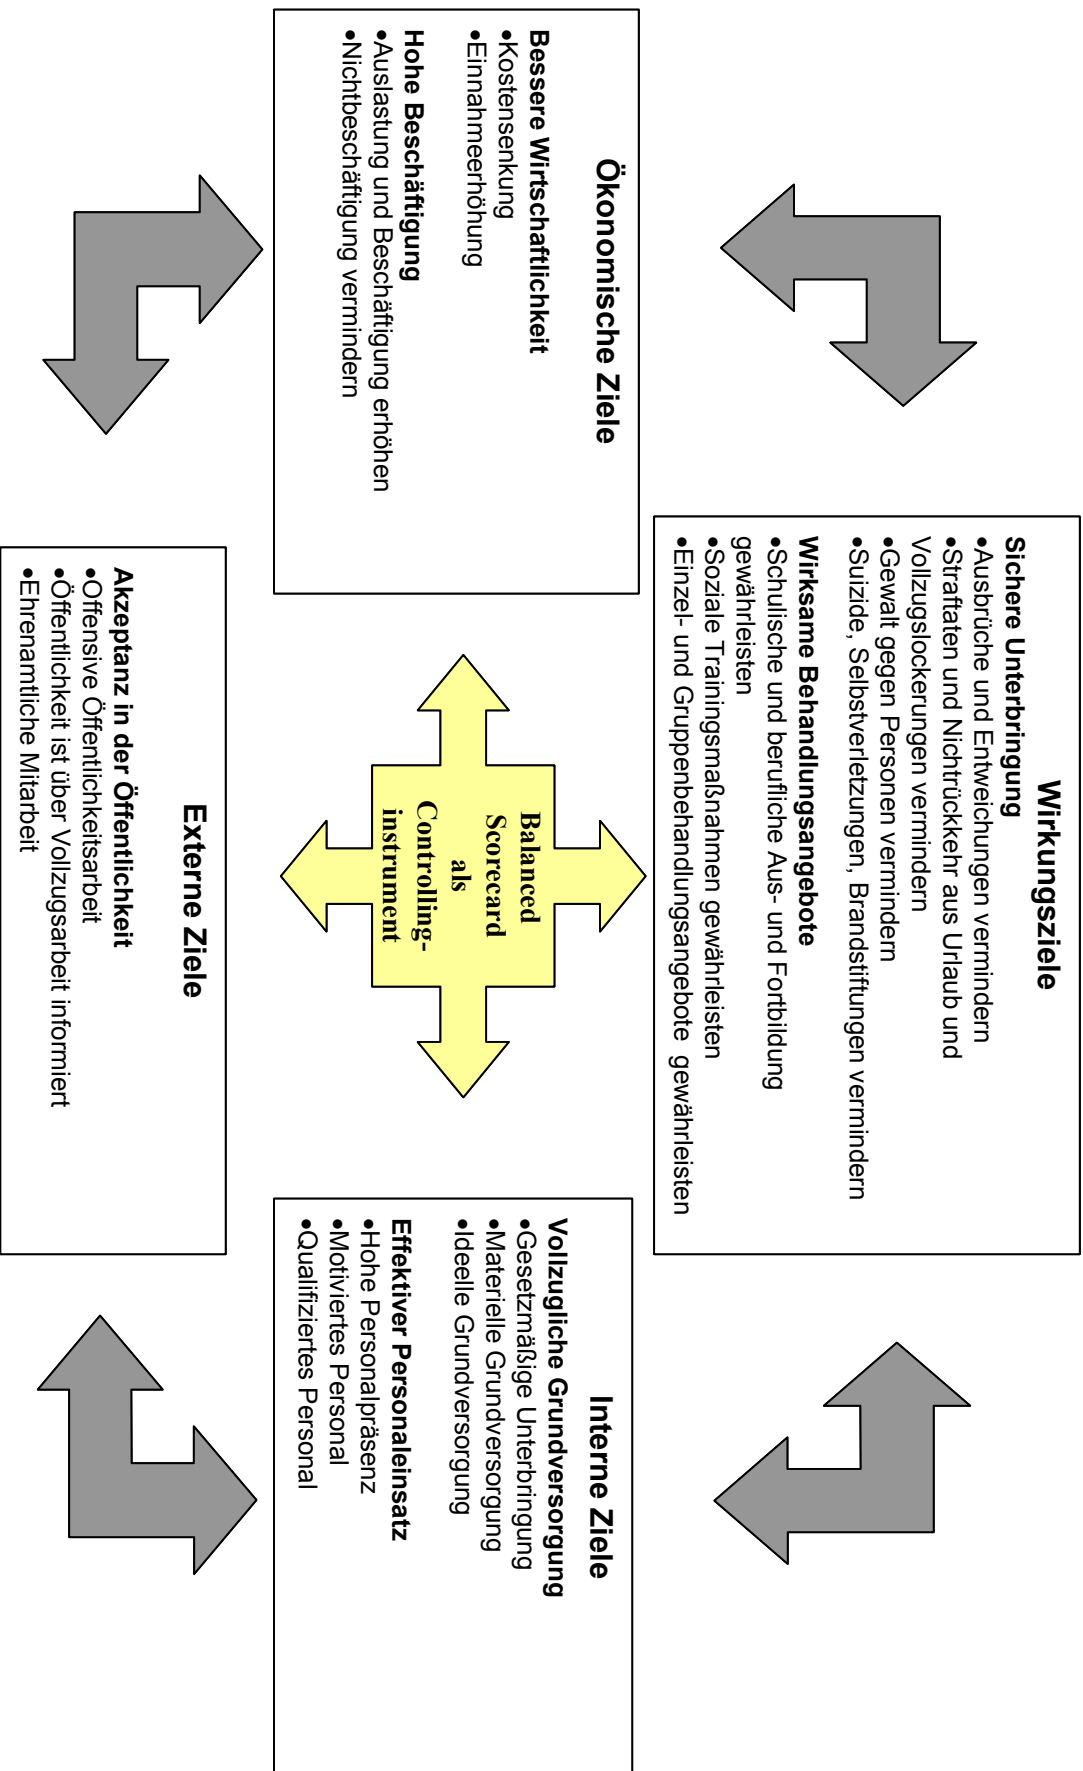 Wirkungsziele
Sichere Unterbringung
•Ausbrüche und Entweichungen vermindern
•Straftaten und Nichtrückkehr aus Urlaub und
Vollzugslockerungen vermindern
•Gewalt gegen Personen vermindern
•Suizide, Selbstverletzungen, Brandstiftungen vermindern
Wirksame Behandlungsangebote
•Schulische und berufliche Aus- und Fortbildung
gewährleisten
•Soziale Trainingsmaßnahmen gewährleisten
•Einzel- und Gruppenbehandlungsangebote gewährleisten
Ökonomische Ziele
Bessere Wirtschaftlichkeit
•Kostensenkung
•Einnahmeerhöhung
Hohe Beschäftigung
•Auslastung und Beschäftigung erhöhen
•Nichtbeschäftigung vermindern
Balanced
Scorecard
als
Controlling-
instrument
Interne Ziele
Vollzugliche Grundversorgung
•Gesetzmäßige Unterbringung
•Materielle Grundversorgung
•Ideelle Grundversorgung
Effektiver Personaleinsatz
•Hohe Personalpräsenz
•Motiviertes Personal
•Qualifiziertes Personal
Externe Ziele
Akzeptanz in der Öffentlichkeit
•Offensive Öffentlichkeitsarbeit
•Öffentlichkeit ist über Vollzugsarbeit informiert
•Ehrenamtliche Mitarbeit